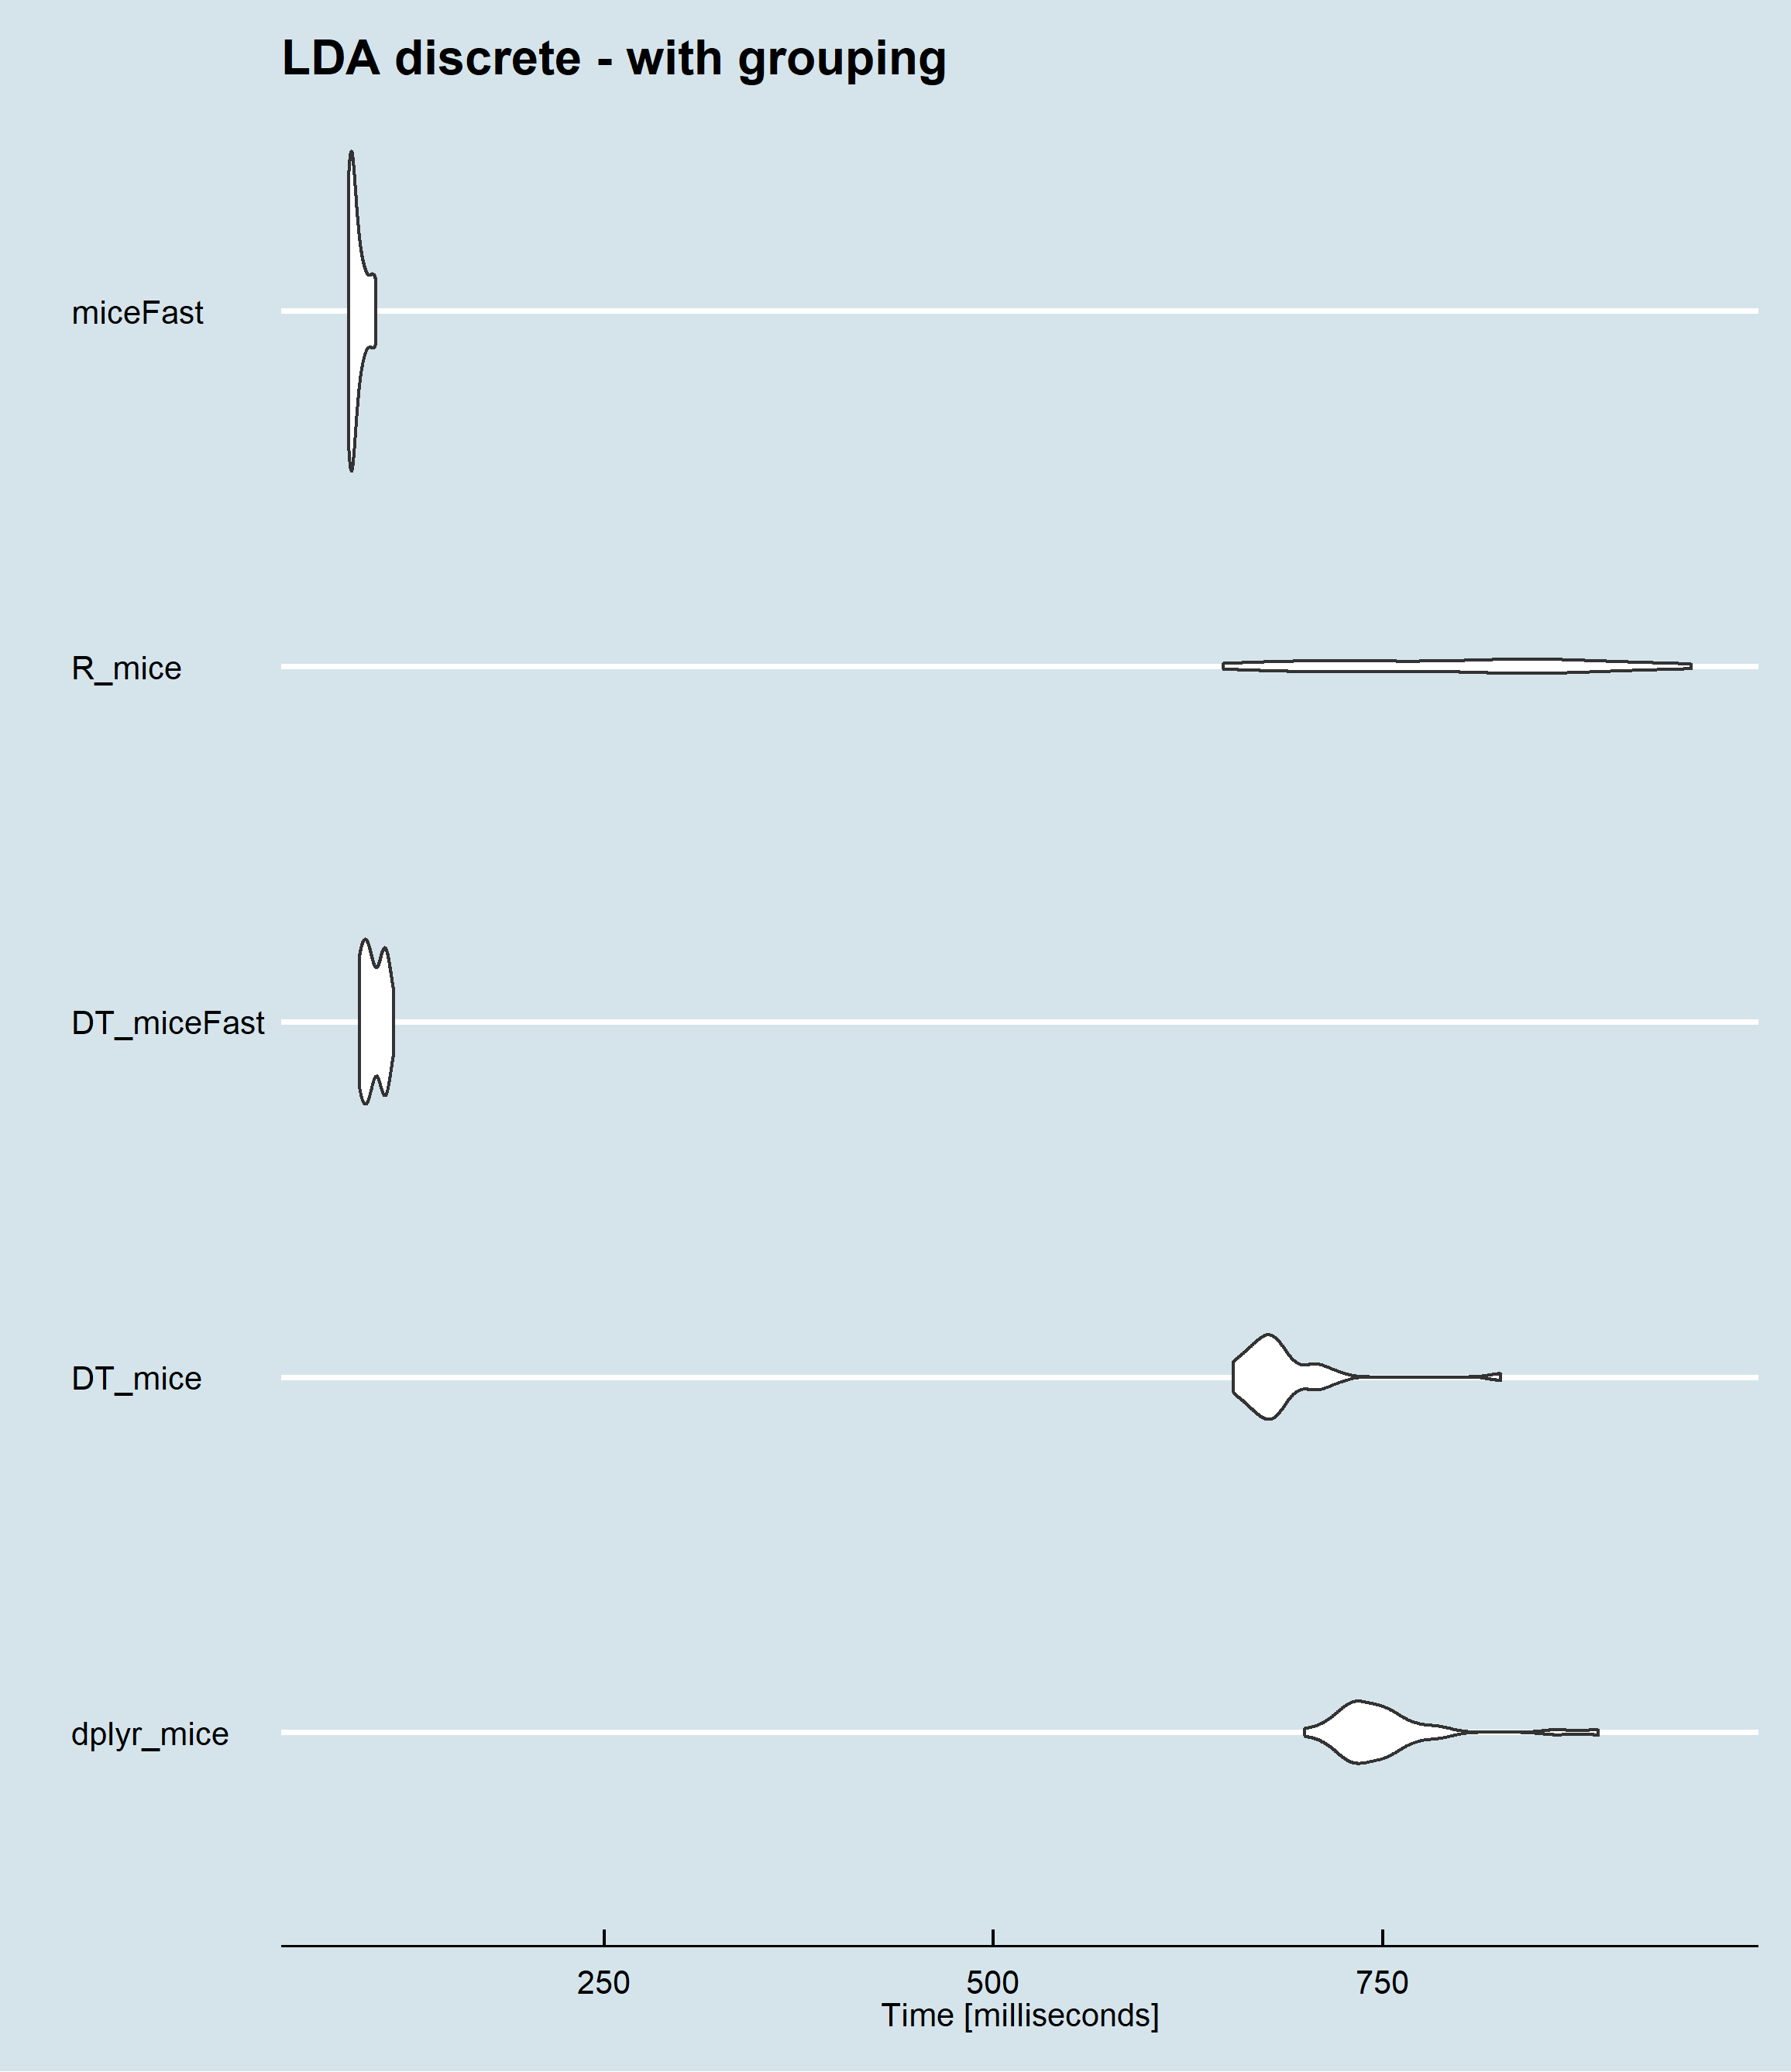 LDA discrete - with grouping
miceFast
R_mice
DT_miceFast
DT_mice
dplyr_mice
250 500 750
Time [milliseconds]